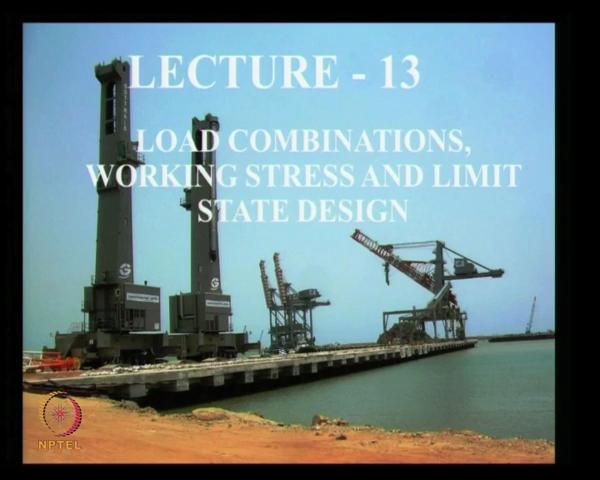 LECTURE - 13
LOAD COMBINATIONS,
WORKING STRESS AND LIMIT
STATE DESIGN
NPTEL